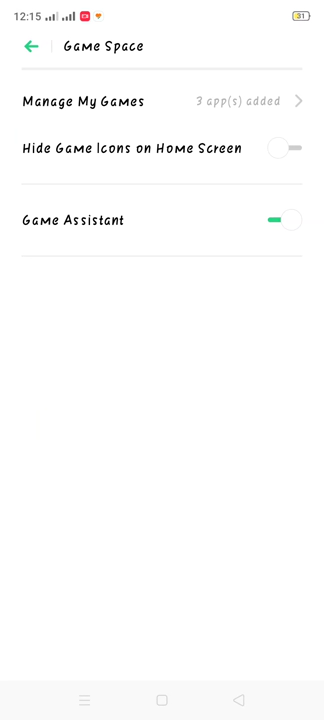 12:15
31
Game Space
Manage My Games 3 app(s) added
Hide Game Icons on Home Screen
Game Assistant